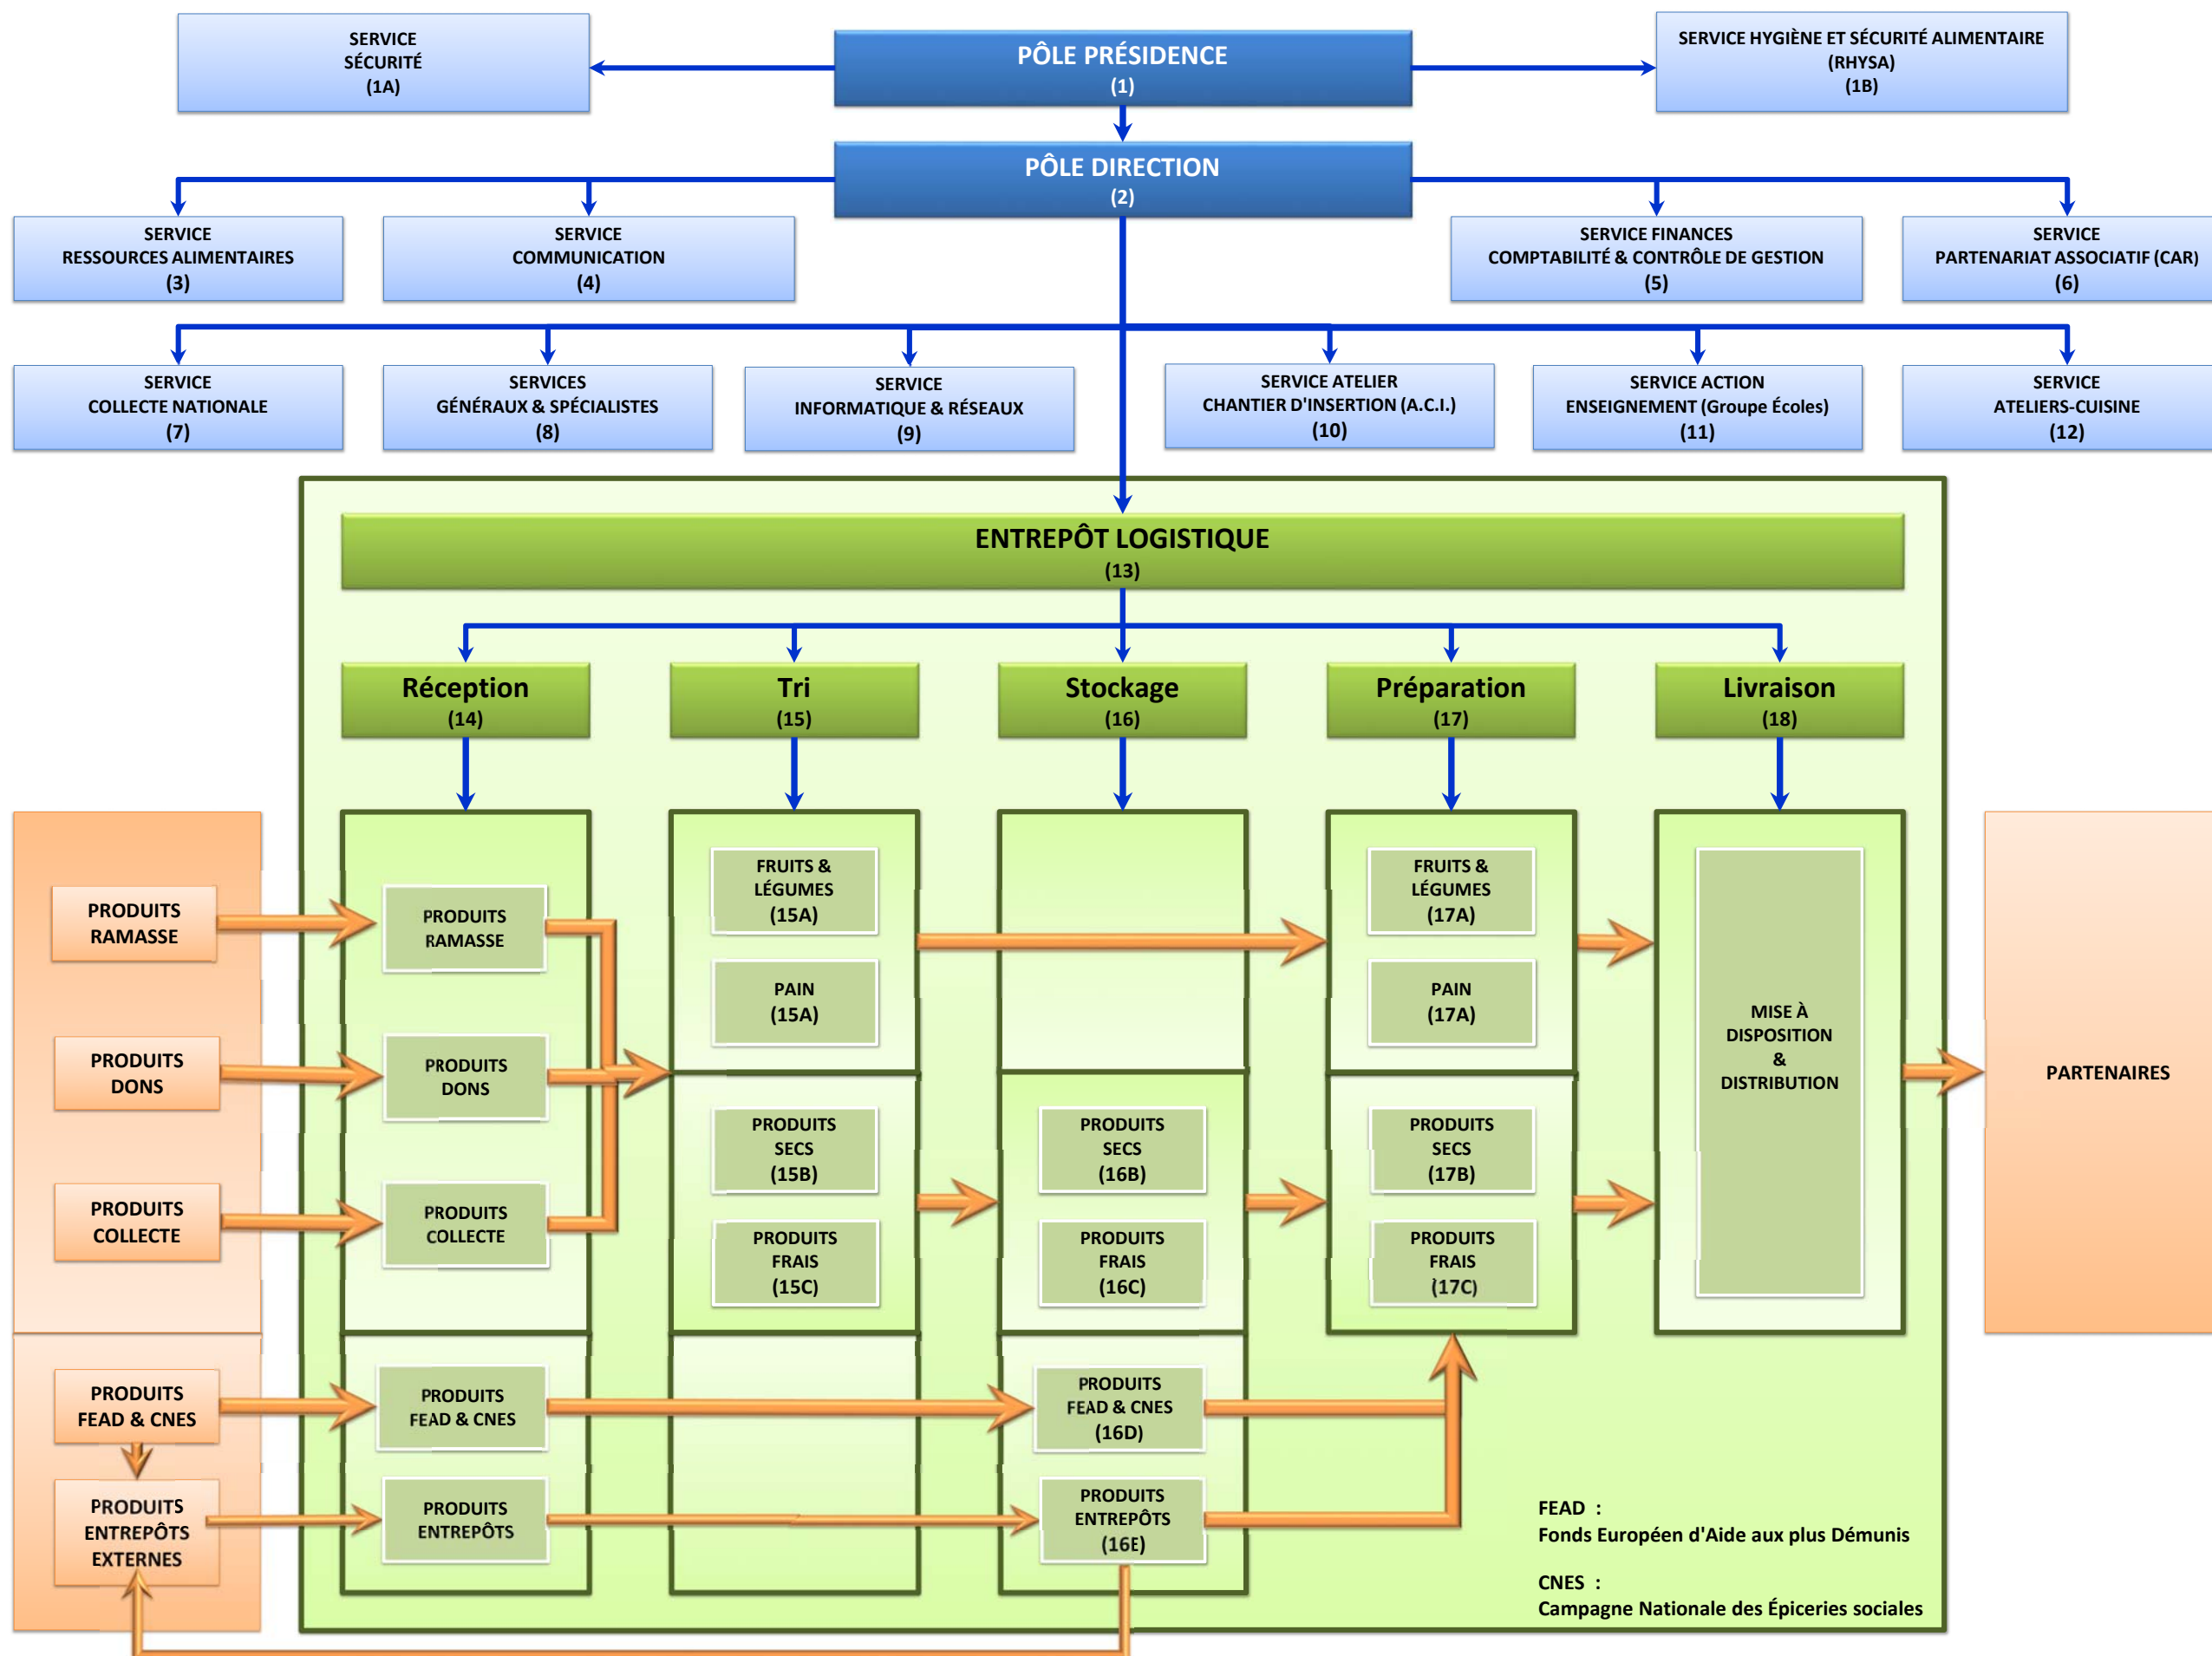 SERVICE
SÉCURITÉ
(1A)
PÔLE PRÉSIDENCE
(1)
SERVICE HYGIÈNE ET SÉCURITÉ ALIMENTAIRE
(RHYSA)
(1B)
PÔLE DIRECTION
(2)
SERVICE
RESSOURCES ALIMENTAIRES
(3)
SERVICE
COMMUNICATION
(4)
SERVICE FINANCES
COMPTABILITÉ & CONTRÔLE DE GESTION
(5)
SERVICE
PARTENARIAT ASSOCIATIF (CAR)
(6)
SERVICE
COLLECTE NATIONALE
(7)
SERVICES
GÉNÉRAUX & SPÉCIALISTES
(8)
SERVICE
INFORMATIQUE & RÉSEAUX
(9)
SERVICE ATELIER
CHANTIER D'INSERTION (A.C.I.)
(10)
SERVICE ACTION
ENSEIGNEMENT (Groupe Écoles)
(11)
SERVICE
ATELIERS-CUISINE
(12)
ENTREPÔT LOGISTIQUE
(13)
Réception
(14)
Tri
(15)
Stockage
(16)
Préparation
(17)
Livraison
(18)
PRODUITS
RAMASSE
PRODUITS
DONS
PRODUITS
COLLECTE
PRODUITS
FEAD & CNES
PRODUITS
ENTREPÔTS
EXTERNES
PRODUITS
RAMASSE
PRODUITS
DONS
PRODUITS
COLLECTE
PRODUITS
FEAD & CNES
PRODUITS
ENTREPÔTS
FRUITS &
LÉGUMES
(15A)
PAIN
(15A)
PRODUITS
SECS
(15B)
PRODUITS
FRAIS
(15C)
PRODUITS
SECS
(16B)
PRODUITS
FRAIS
(16C)
PRODUITS
FEAD & CNES
(16D)
PRODUITS
ENTREPÔTS
(16E)
FRUITS &
LÉGUMES
(17A)
PAIN
(17A)
PRODUITS
SECS
(17B)
PRODUITS
FRAIS
(17C)
MISE À
DISPOSITION
&
DISTRIBUTION
PARTENAIRES
FEAD :
Fonds Européen d'Aide aux plus Démunis
CNES :
Campagne Nationale des Épiceries sociales